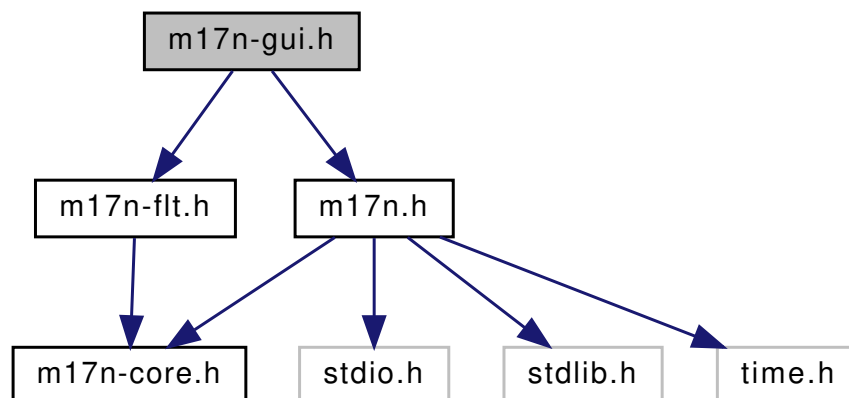 m17n-gui.h
m17n-flt.h
m17n.h
m17n-core.h
stdio.h
stdlib.h
time.h